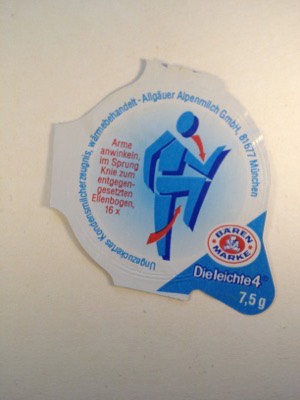 Ungezuckertes Kondensmilcherzeugnis, wärmebehandelt - Allgäuer Alpenmilch GmbH, 81677 München
Arme
anwinkeln,
im Sprung
Knie zum
entgegen-
gesetzten
Ellenbogen,
16 x
BÄREN
MARKE
Die leichte 4
7,5 g